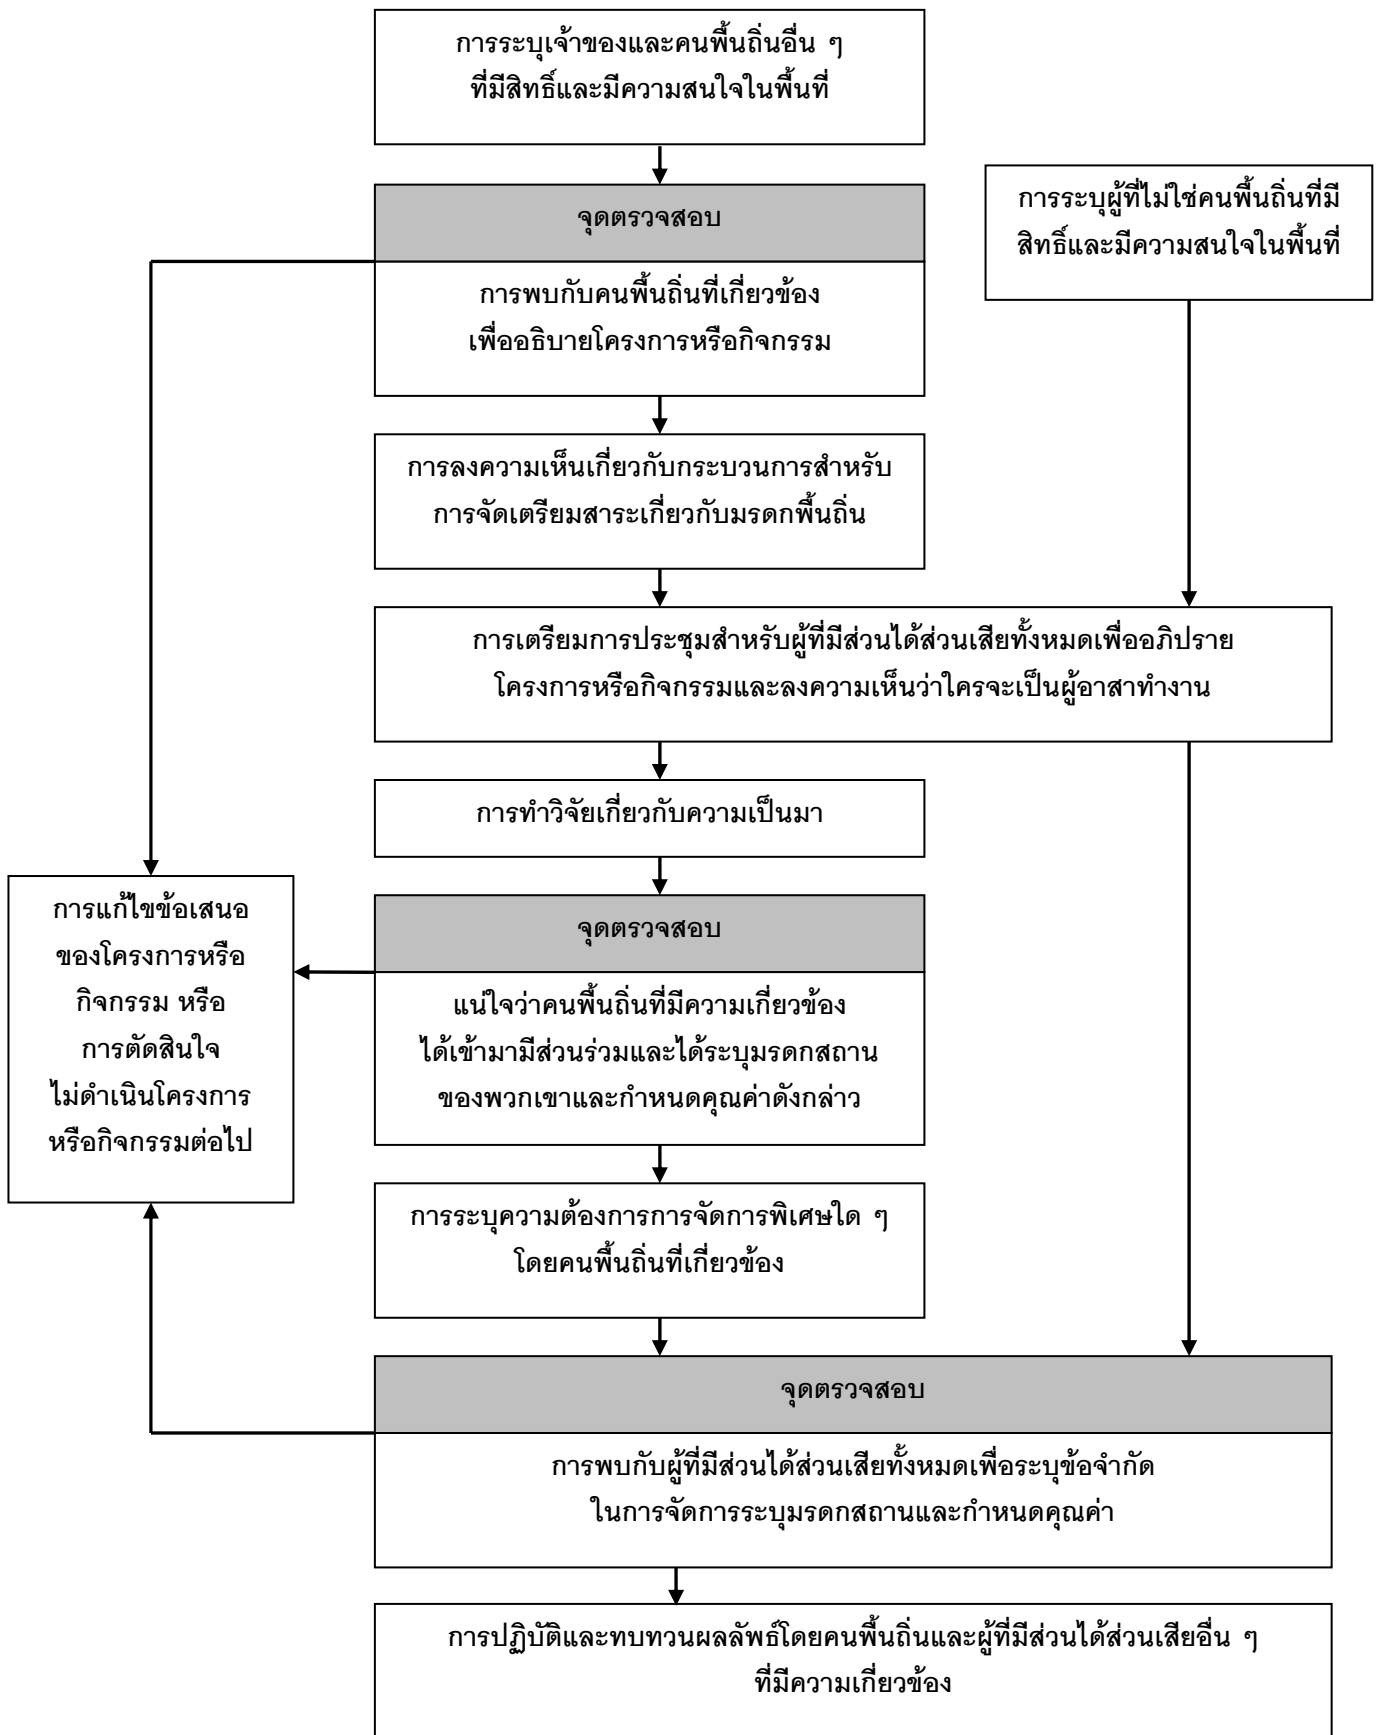 การระบุเจ้าของและคนพื้นถิ่นอื่น ๆ
ที่มีสิทธิ์และมีความสนใจในพื้นที่
จุดตรวจสอบ
การพบกับคนพื้นถิ่นที่เกี่ยวข้อง
เพื่ออธิบายโครงการหรือกิจกรรม
การระบุผู้ที่ไม่ใช่คนพื้นถิ่นที่มี
สิทธิ์และมีความสนใจในพื้นที่
การลงความเห็นเกี่ยวกับกระบวนการสำหรับ
การจัดเตรียมสาระเกี่ยวกับมรดกพื้นถิ่น
การเตรียมการประชุมสำหรับผู้ที่มีส่วนได้ส่วนเสียทั้งหมดเพื่ออภิปราย
โครงการหรือกิจกรรมและลงความเห็นว่าใครจะเป็นผู้อาสาทำงาน
การทำวิจัยเกี่ยวกับความเป็นมา
การแก้ไขข้อเสนอ
ของโครงการหรือ
กิจกรรม หรือ
การตัดสินใจ
ไม่ดำเนินโครงการ
หรือกิจกรรมต่อไป
จุดตรวจสอบ
แน่ใจว่าคนพื้นถิ่นที่มีความเกี่ยวข้อง
ได้เข้ามามีส่วนร่วมและได้ระบุมรดกสถาน
ของพวกเขาและกำหนดคุณค่าดังกล่าว
การระบุความต้องการการจัดการพิเศษใด ๆ
โดยคนพื้นถิ่นที่เกี่ยวข้อง
จุดตรวจสอบ
การพบกับผู้ที่มีส่วนได้ส่วนเสียทั้งหมดเพื่อระบุข้อจำกัด
ในการจัดการระบุมรดกสถานและกำหนดคุณค่า
การปฏิบัติและทบทวนผลลัพธ์โดยคนพื้นถิ่นและผู้ที่มีส่วนได้ส่วนเสียอื่น ๆ
ที่มีความเกี่ยวข้อง